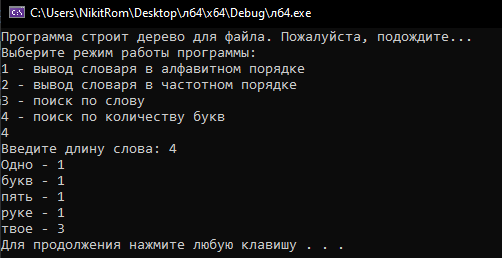 C:\Users\NikitRom\Desktop\л64\x64\Debug\л64.exe
Программа строит дерево для файла. Пожалуйста, подождите...
Выберите режим работы программы:
1 - вывод словаря в алфавитном порядке
2 - вывод словаря в частотном порядке
3 - поиск по слову
4 - поиск по количеству букв
4
Введите длину слова: 4
Одно - 1
букв - 1
пять - 1
руке - 1
твое - 3
Для продолжения нажмите любую клавишу . . .